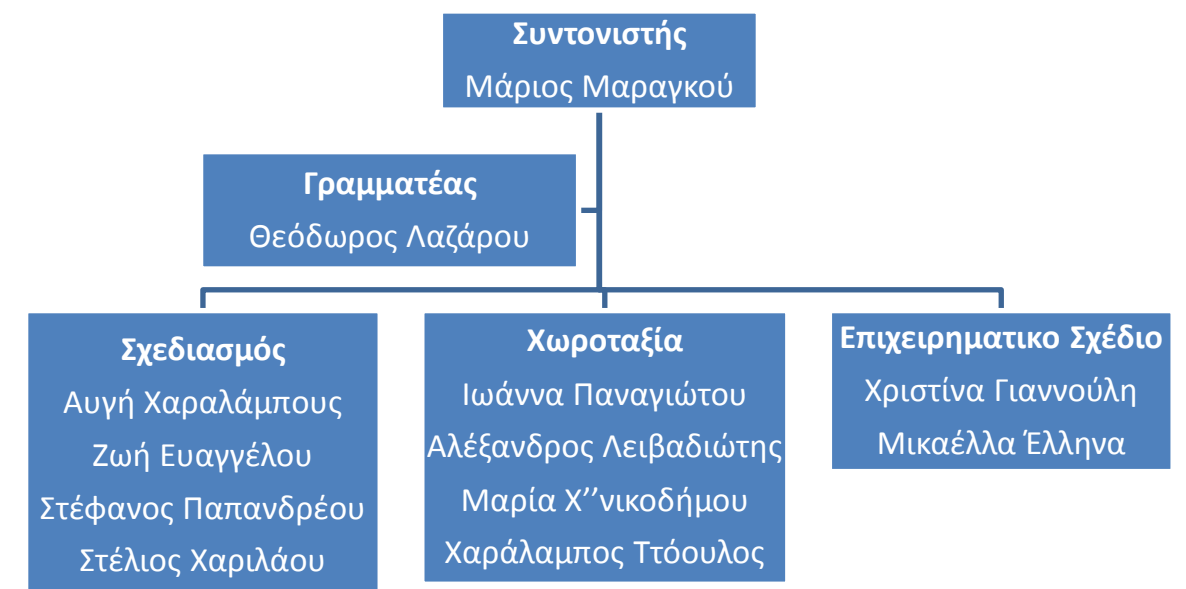 Συντονιστής
Μάριος Μαραγκού
Γραμματέας
Θεόδωρος Λαζάρου
Σχεδιασμός
Αυγή Χαραλάμπους
Ζωή Ευαγγέλου
Στέφανος Παπανδρέου
Στέλιος Χαριλάου
Χωροταξία
Ιωάννα Παναγιώτου
Αλέξανδρος Λειβαδιώτης
Μαρία Χ’’νικοδήμου
Χαράλαμπος Ττόουλος
Επιχειρηματικο Σχέδιο
Χριστίνα Γιαννούλη
Μικαέλλα Έλληνα